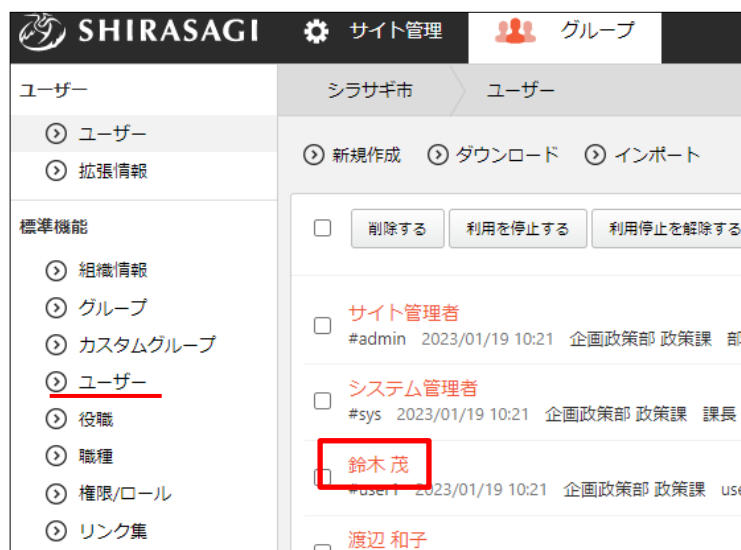 SHIRASAGI サイト管理 グループ
ユーザー
ユーザー
拡張情報
標準機能
組織情報
グループ
カスタムグループ
ユーザー
役職
職種
権限/ロール
リンク集
シラサギ市 ユーザー
新規作成 ダウンロード インポート
削除する 利用を停止する 利用停止を解除する
サイト管理者
#admin 2023/01/19 10:21 企画政策部 政策課 部
システム管理者
#sys 2023/01/19 10:21 企画政策部 政策課 課長
鈴木 茂
#user1 2023/01/19 10:21 企画政策部 政策課 use
渡辺 和子